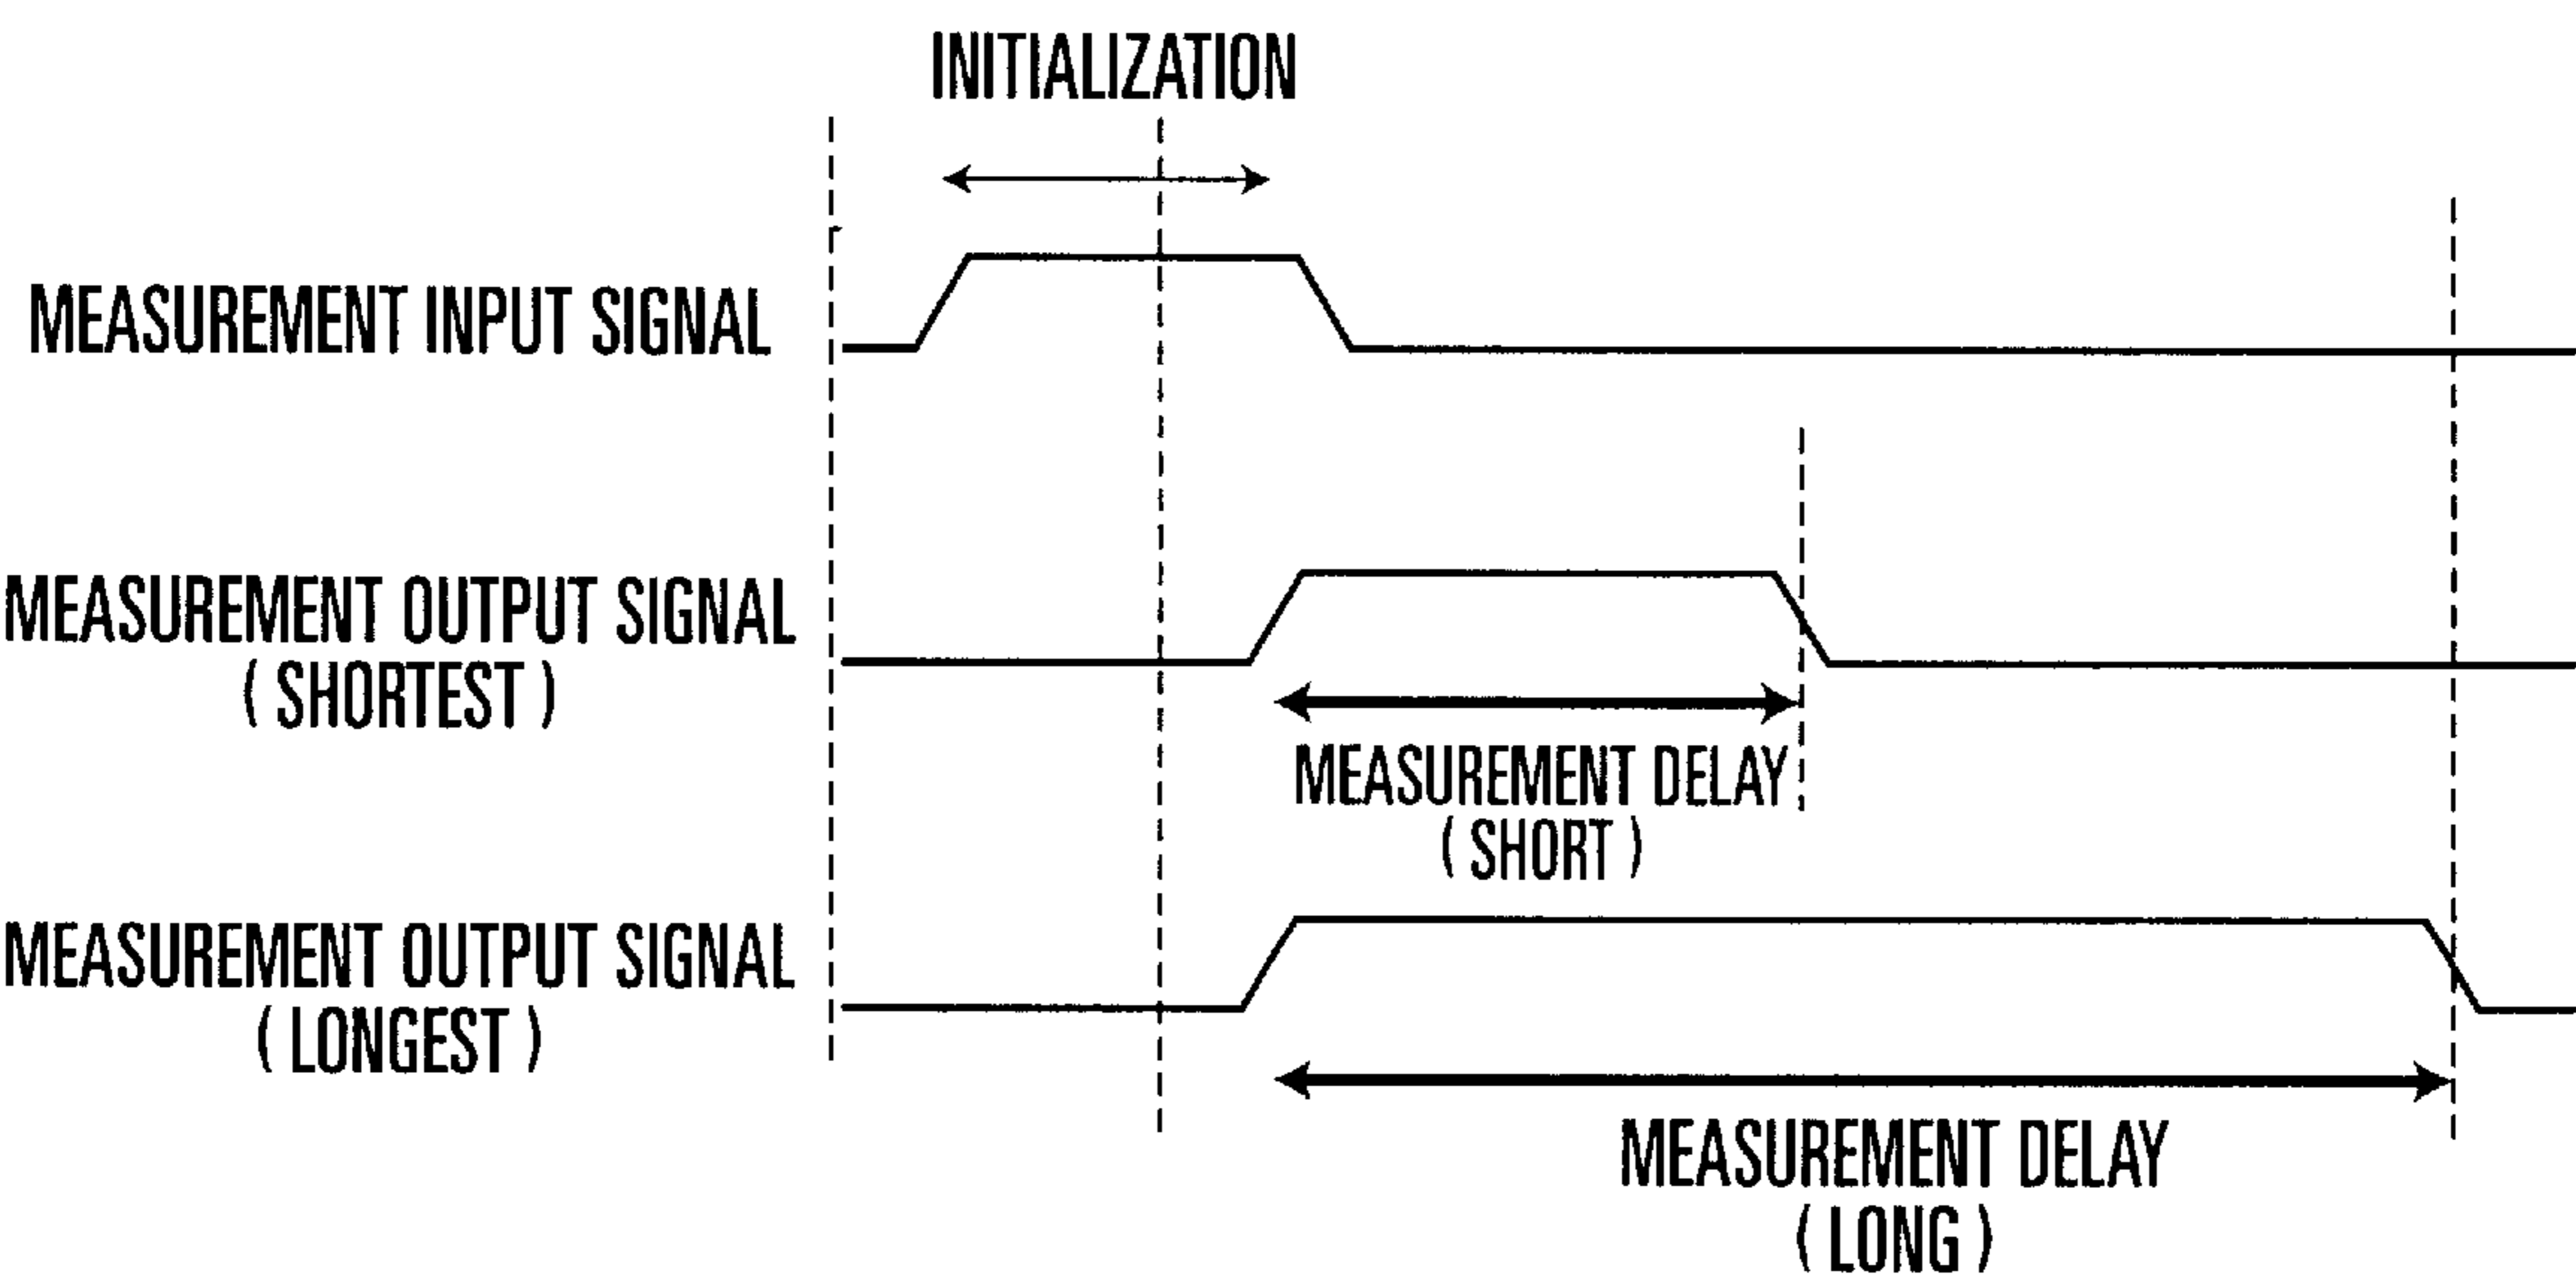 INITIALIZATION
MEASUREMENT INPUT SIGNAL
MEASUREMENT OUTPUT SIGNAL
( SHORTEST )
MEASUREMENT DELAY
( SHORT )
MEASUREMENT OUTPUT SIGNAL
( LONGEST )
MEASUREMENT DELAY
( LONG )